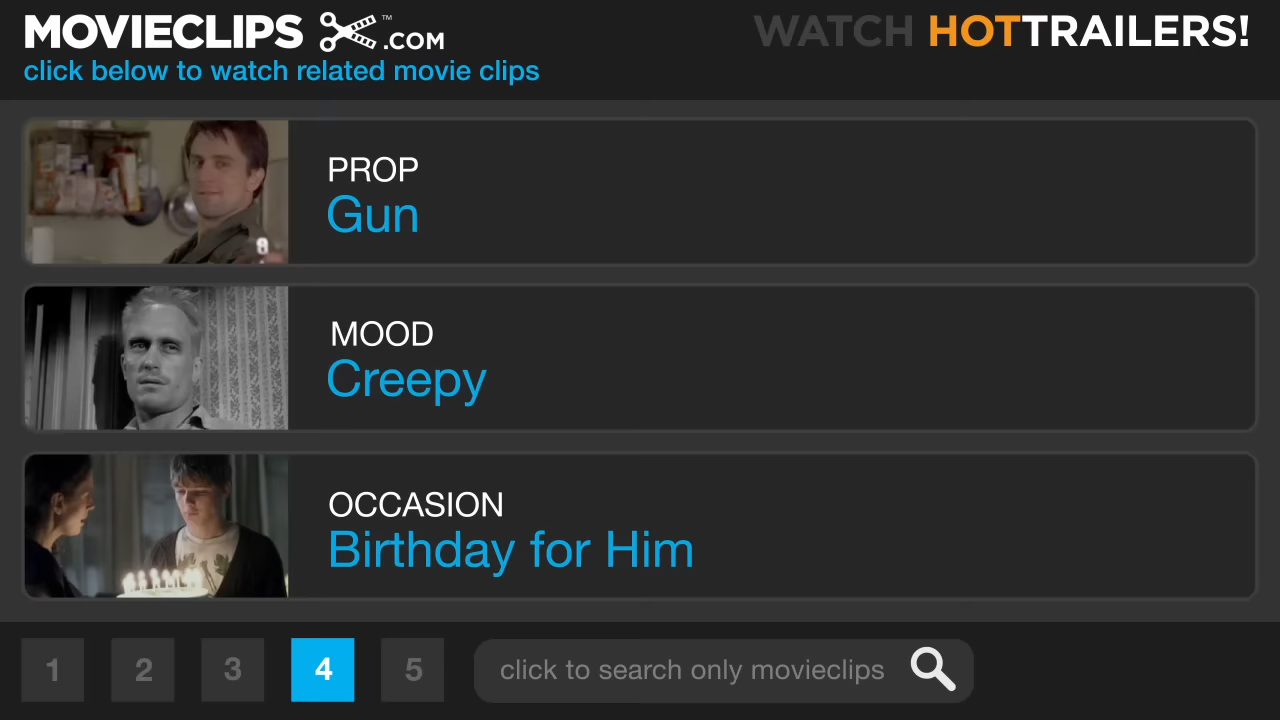 MOVIECLIPS ™ .COM
WATCH HOTTRAILERS!
click below to watch related movie clips
PROP
Gun
MOOD
Creepy
OCCASION
Birthday for Him
1 2 3 4 5 click to search only movieclips